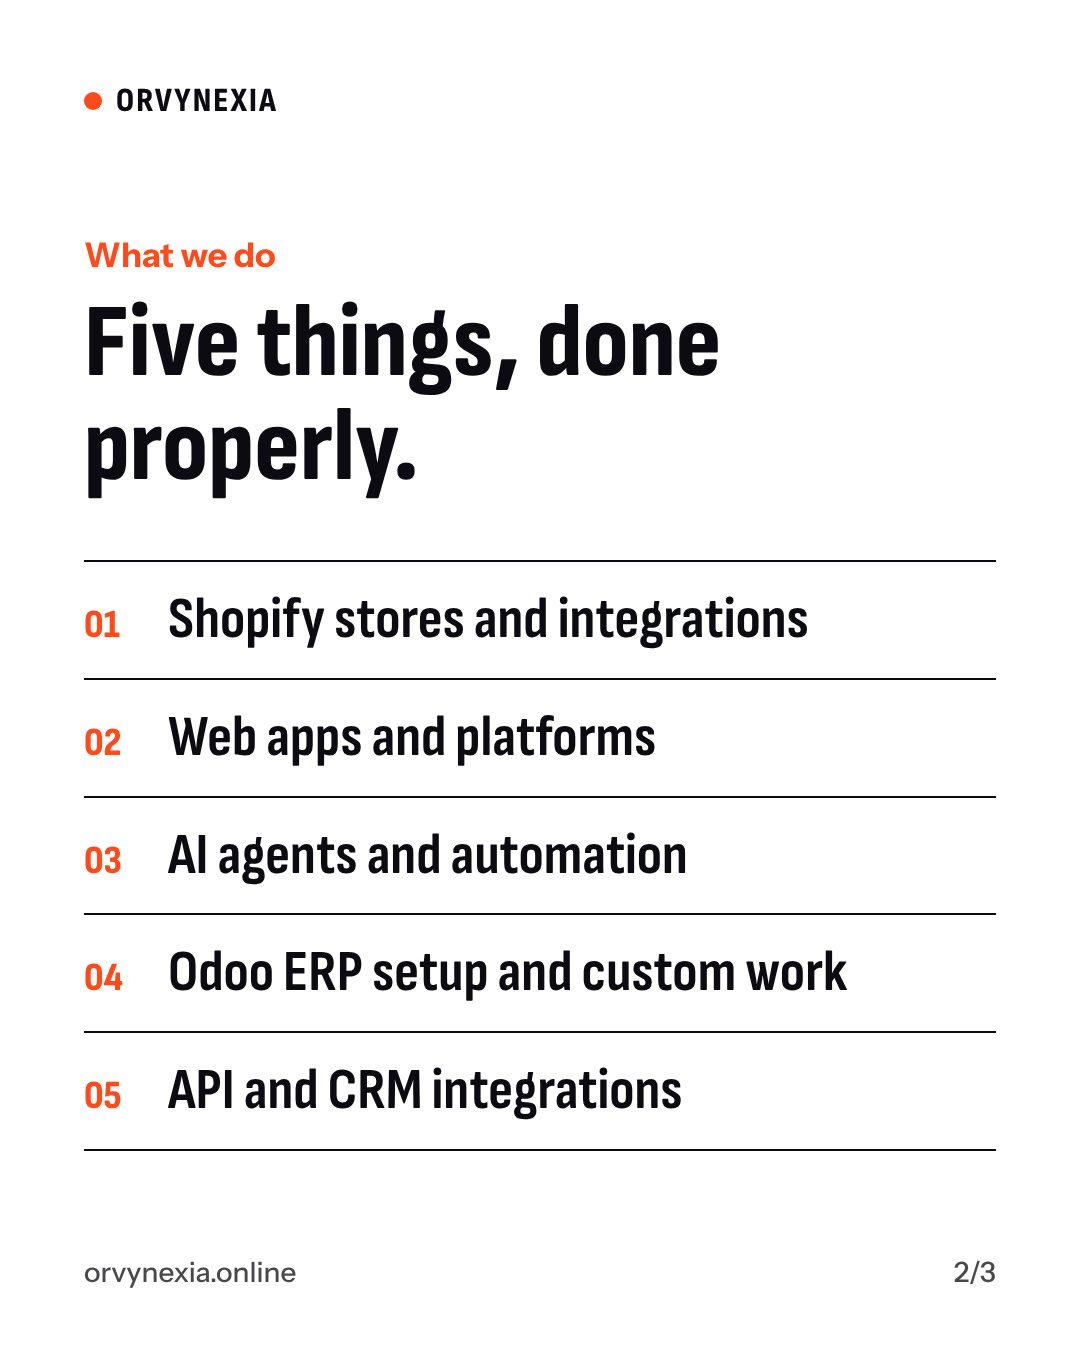 ORVYNEXIA
What we do
Five things, done
properly.
01 Shopify stores and integrations
02 Web apps and platforms
03 AI agents and automation
04 Odoo ERP setup and custom work
05 API and CRM integrations
orvynexia.online 2/3